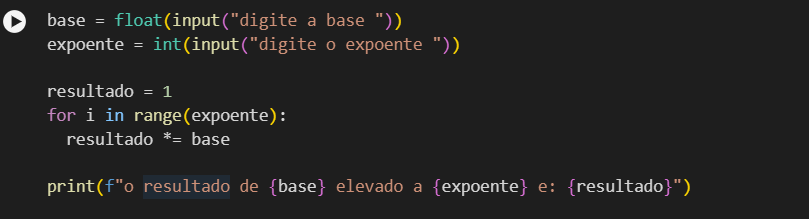 base = float(input("digite a base "))
expoente = int(input("digite o expoente "))
resultado = 1
for i in range(expoente):
  resultado *= base
print(f"o resultado de {base} elevado a {expoente} e: {resultado}")